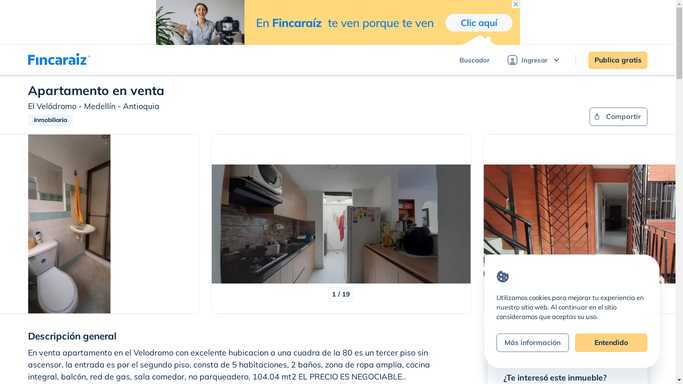 En Fincaraíz te ven porque te ven
Clic aquí
Fincaraiz
Buscador
Ingresar
Publica gratis
Apartamento en venta
El Velódromo - Medellín - Antioquia
Inmobiliaria
Compartir
1 / 19
Utilizamos cookies para mejorar tu experiencia en
nuestro sitio web. Al continuar en el sitio
consideramos que aceptas su uso.
Más información
Entendido
Descripción general
En venta apartamento en el Velodromo con excelente hubicacion a una cuadra de la 80 es un tercer piso sin
ascensor, la entrada es por el segundo piso, consta de 5 habitaciones, 2 baños, zona de ropa amplia, cocina
integral, balcón, red de gas, sala comedor, no parqueadero, 104.04 mt2 EL PRECIO ES NEGOCIABLE..
¿Te interesó este inmueble?